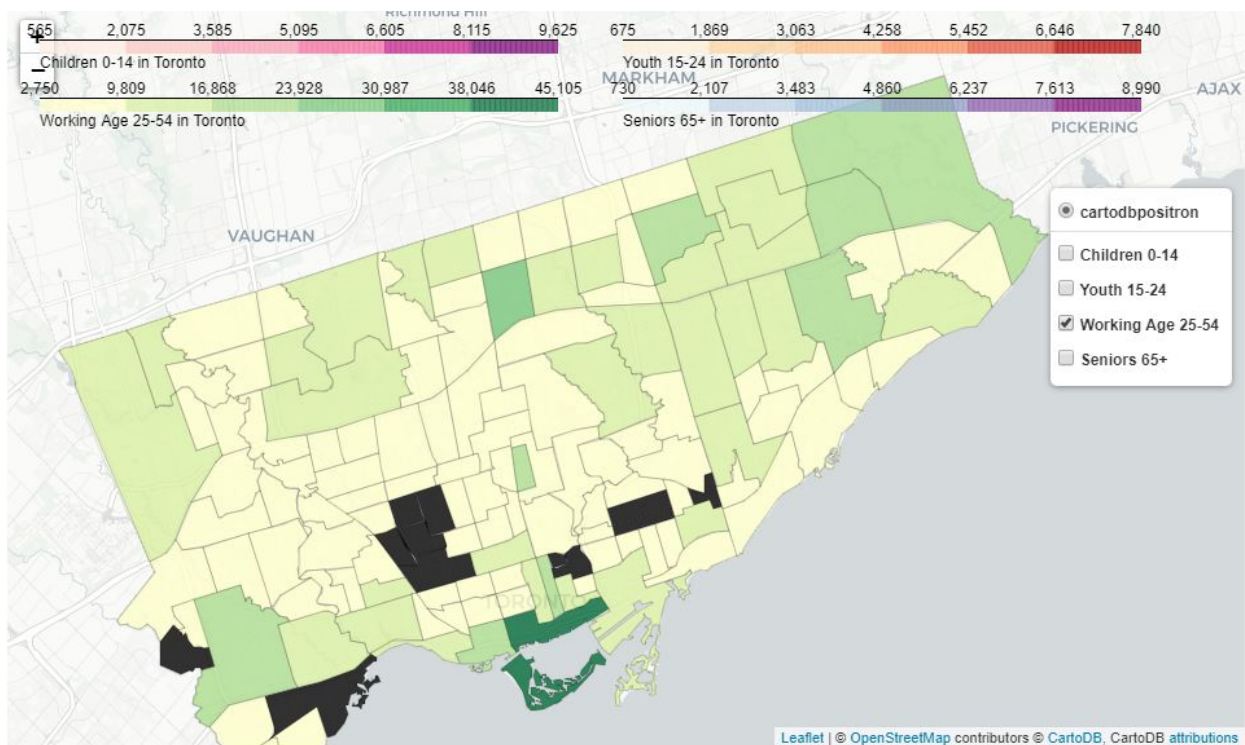 Richmond Hill
565 2,075 3,585 5,095 6,605 8,115 9,625
675 1,869 3,063 4,258 5,452 6,646 7,840
+
Children 0-14 in Toronto
Youth 15-24 in Toronto
−
MARKHAM
2,750 9,809 16,868 23,928 30,987 38,046 45,105
730 2,107 3,483 4,860 6,237 7,613 8,990
AJAX
Working Age 25-54 in Toronto
Seniors 65+ in Toronto
PICKERING
VAUGHAN
cartodbpositron
Children 0-14
Youth 15-24
Working Age 25-54
Seniors 65+
TORONTO
Leaflet | © OpenStreetMap contributors © CartoDB, CartoDB attributions